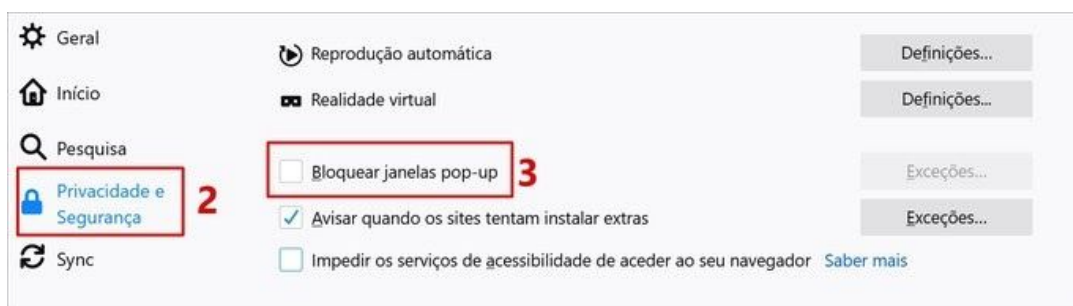 Geral
Reprodução automática
Definições...
Início
Realidade virtual
Definições...
Pesquisa
Bloquear janelas pop-up
3
Exceções...
Privacidade e
Segurança
2
Avisar quando os sites tentam instalar extras
Exceções...
Sync
Impedir os serviços de acessibilidade de aceder ao seu navegador Saber mais